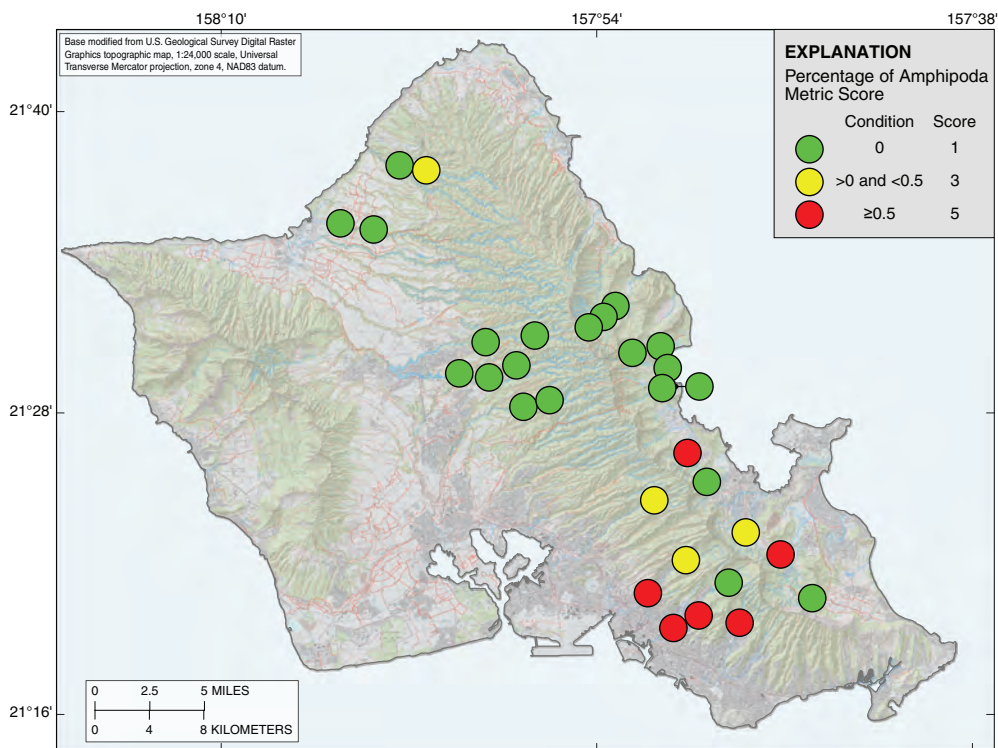 158°10'
157°54'
157°38'
Base modified from U.S. Geological Survey Digital Raster
Graphics topographic map, 1:24,000 scale, Universal
Transverse Mercator projection, zone 4, NAD83 datum.
EXPLANATION
Percentage of Amphipoda
Metric Score
Condition Score
0 1
>0 and <0.5 3
≥0.5 5
21°40'
21°28'
21°16'
0 2.5 5 MILES
0 4 8 KILOMETERS